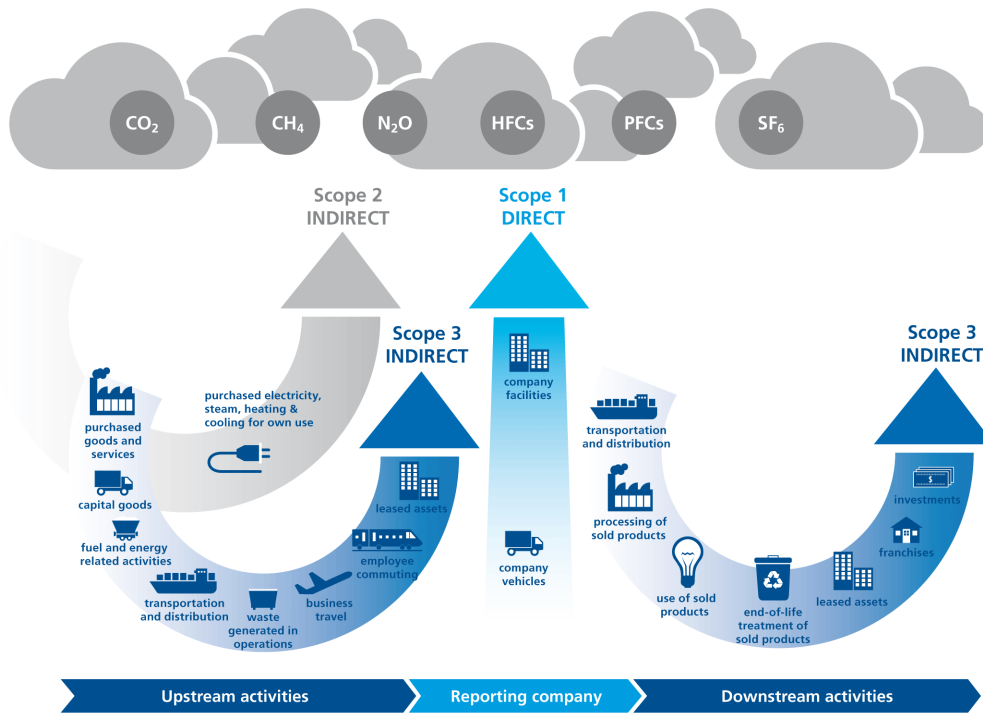 CO₂
CH₄
N₂O
HFCs
PFCs
SF₆
Scope 2
INDIRECT
Scope 1
DIRECT
Scope 3
INDIRECT
Scope 3
INDIRECT
purchased electricity,
steam, heating &
cooling for own use
purchased
goods and
services
capital goods
fuel and energy
related activities
transportation
and distribution
waste
generated in
operations
business
travel
employee
commuting
leased assets
company
facilities
company
vehicles
transportation
and distribution
processing of
sold products
use of sold
products
end-of-life
treatment of
sold products
leased assets
franchises
$
investments
Upstream activities
Reporting company
Downstream activities